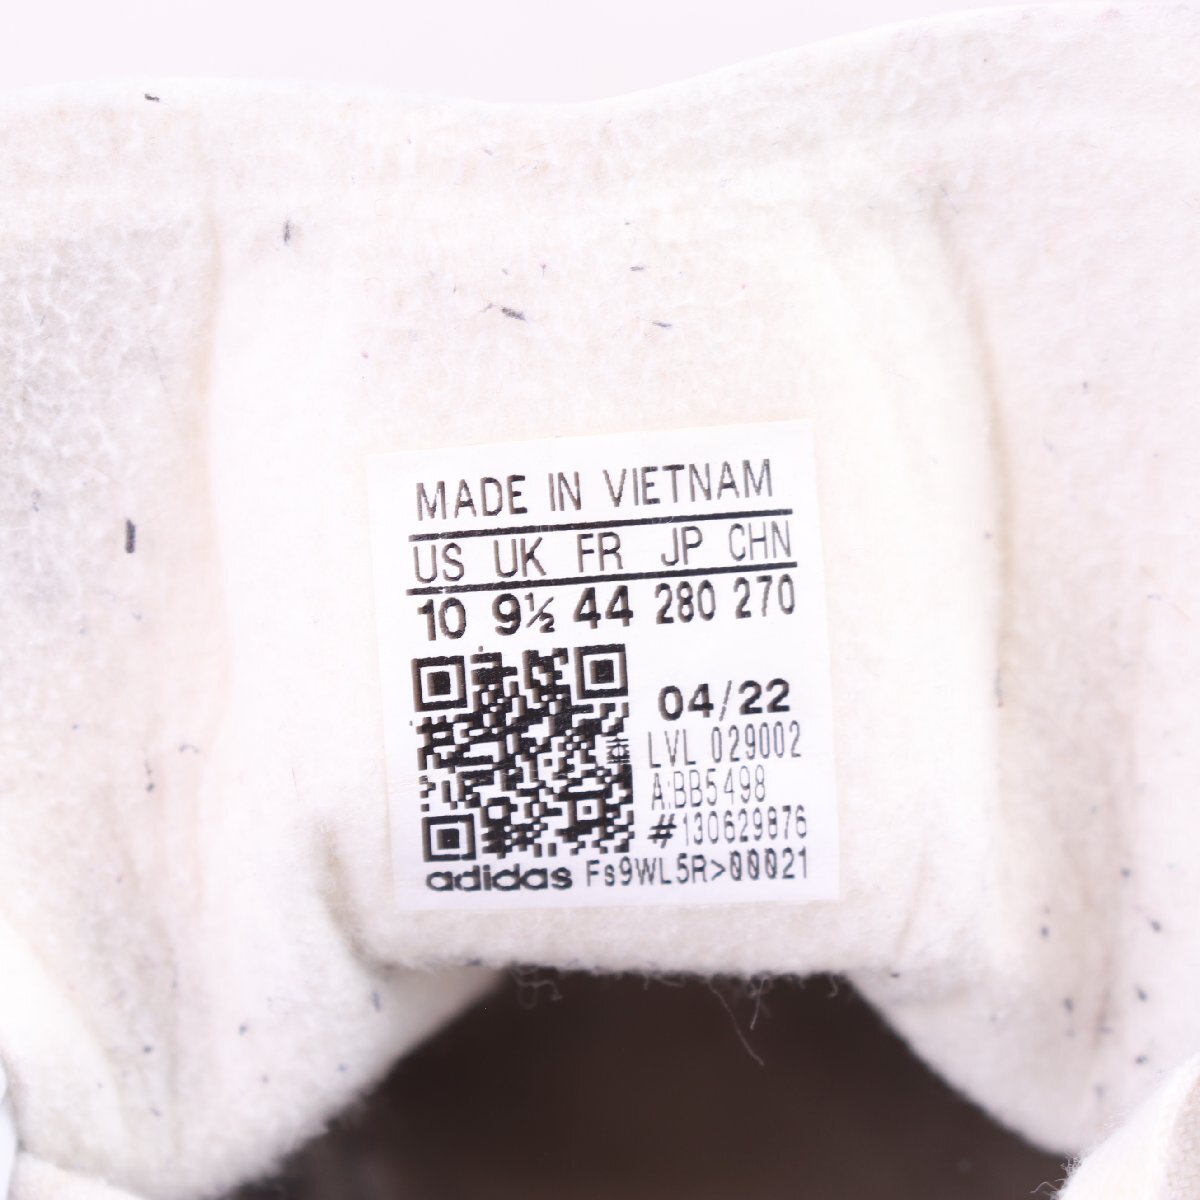 MADE IN VIETNAM
US UK FR JP CHN
10 9½ 44 280 270
04/22
LVL 029002
A:BB5498
#130629876
adidas Fs9WL5R>00021